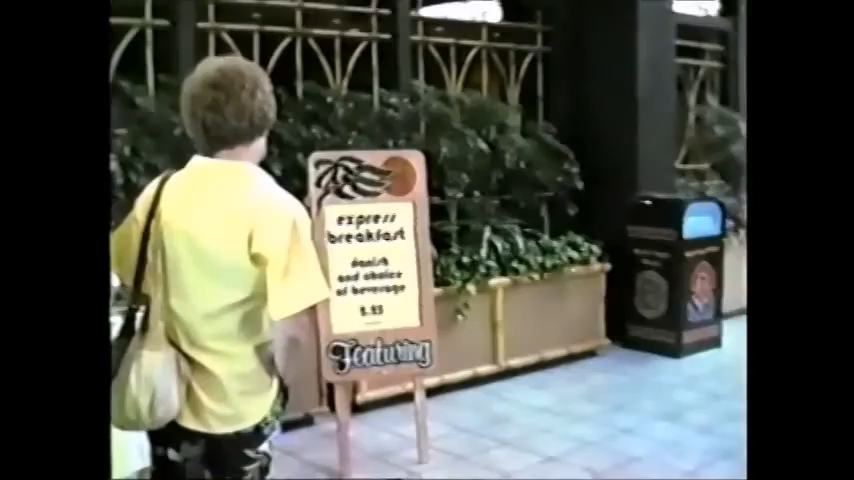 express
breakfast
danish
and choice
of beverage
Featuring